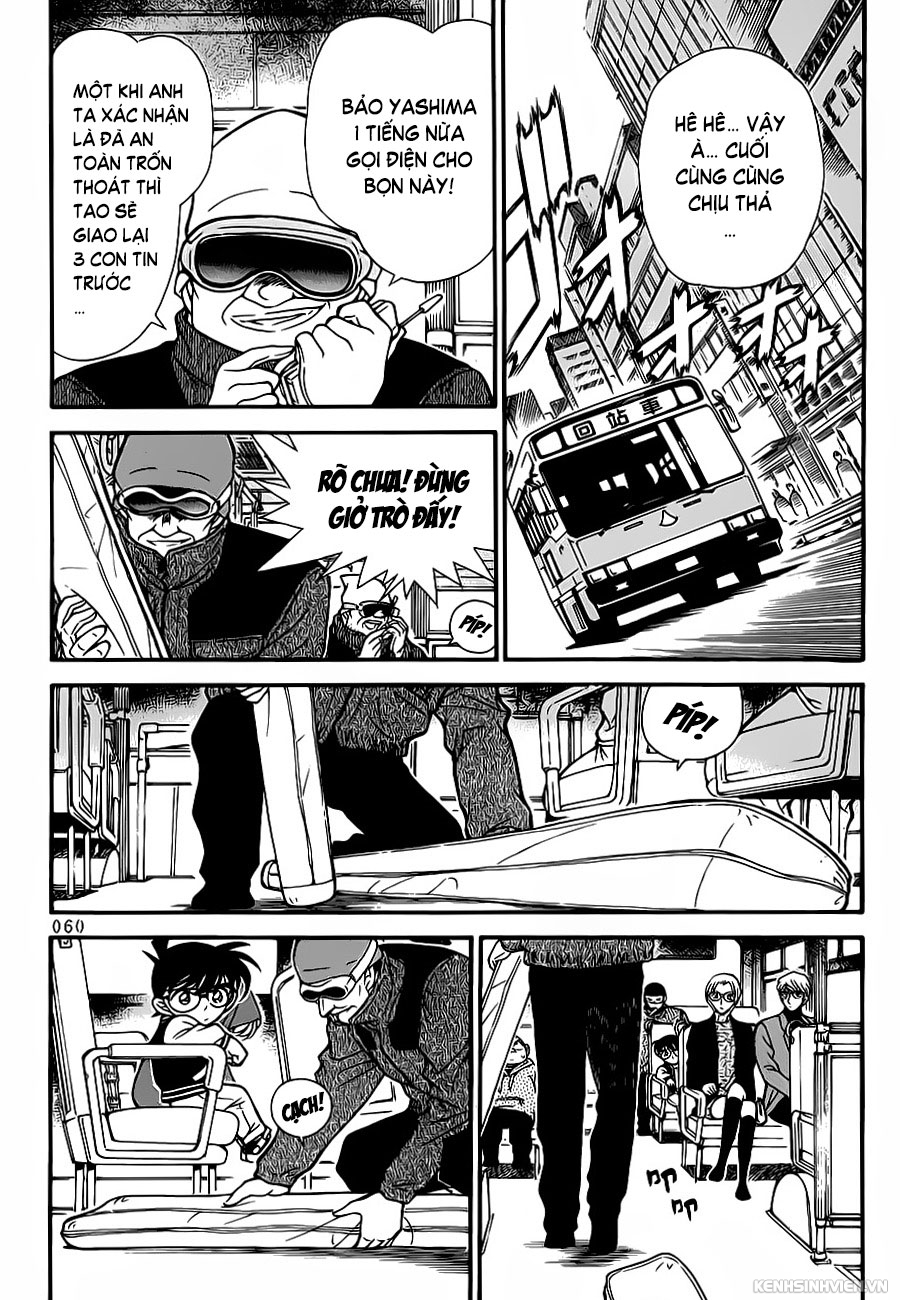 HÊ HÊ... VẬY
À... CUỐI
CÙNG CŨNG
CHỊU THẢ
...
回站車
BẢO YASHIMA
1 TIẾNG NỮA
GỌI ĐIỆN CHO
BỌN NÀY!
MỘT KHI ANH
TA XÁC NHẬN
LÀ ĐÃ AN
TOÀN TRỐN
THOÁT THÌ
TAO SẼ
GIAO LẠI
3 CON TIN
TRƯỚC
...
RÕ CHƯA! ĐỪNG
GIỞ TRÒ ĐẤY!
PÍP!
PÍP!
060
CẠCH!
KENHSINHVIEN.VN